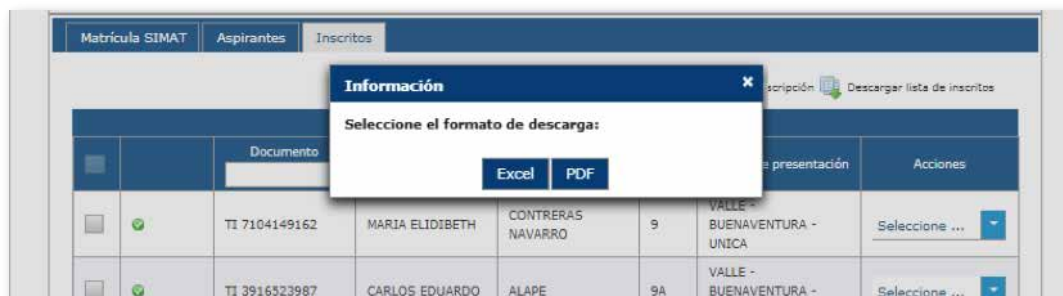 Matrícula SIMAT Aspirantes Inscritos
Información ×
scripción Descargar lista de inscritos
Seleccione el formato de descarga:
Excel PDF
Documento
e presentación Acciones
TI 7104149162 MARIA ELIDIBETH CONTRERAS NAVARRO 9 VALLE - BUENAVENTURA - UNICA Seleccione ...
TI 3916523987 CARLOS EDUARDO ALAPE 9A VALLE - BUENAVENTURA - Seleccione ...